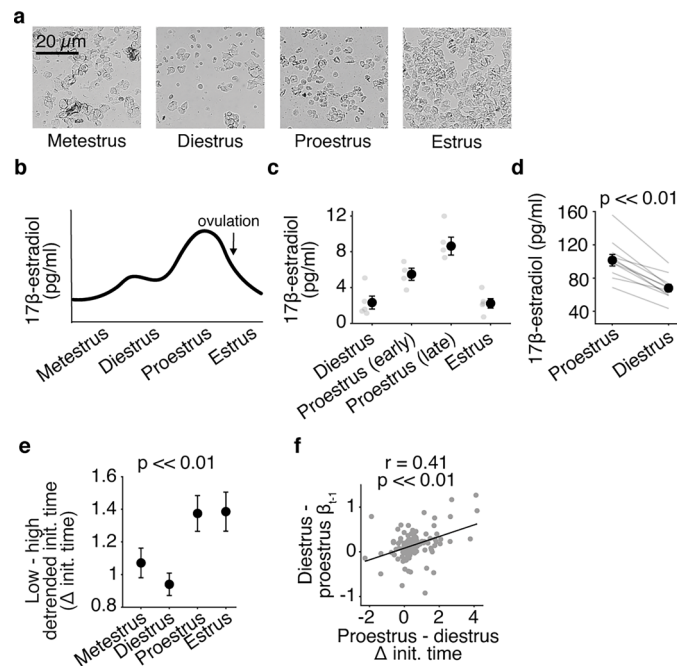 a
20 µm
Metestrus
Diestrus
Proestrus
Estrus
b
17β-estradiol
(pg/ml)
ovulation
Metestrus
Diestrus
Proestrus
Estrus
c
17β-estradiol
(pg/ml)
12
8
4
0
Diestrus
Proestrus (early)
Proestrus (late)
Estrus
d
p << 0.01
17β-estradiol (pg/ml)
160
120
80
40
Proestrus
Diestrus
e
p << 0.01
Low - high
detrended init. time
(Δ init. time)
1.6
1.4
1.2
1
0.8
Metestrus
Diestrus
Proestrus
Estrus
f
r = 0.41
p << 0.01
Diestrus -
proestrus βt-1
1
0
-1
-2
0
2
4
Proestrus - diestrus
Δ init. time